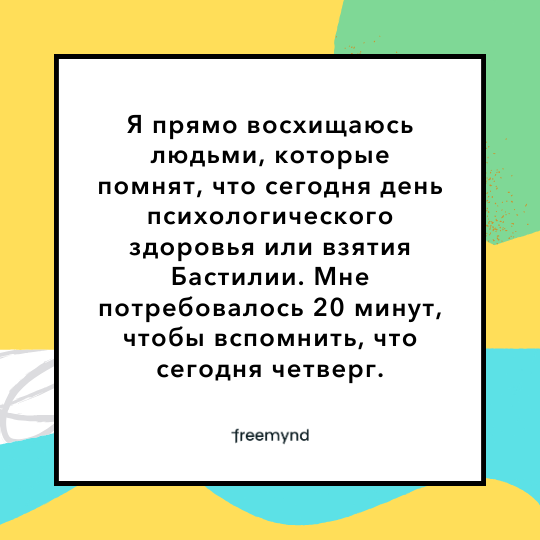 Я прямо восхищаюсь
людьми, которые
помнят, что сегодня день
психологического
здоровья или взятия
Бастилии. Мне
потребовалось 20 минут,
чтобы вспомнить, что
сегодня четверг.
freemynd